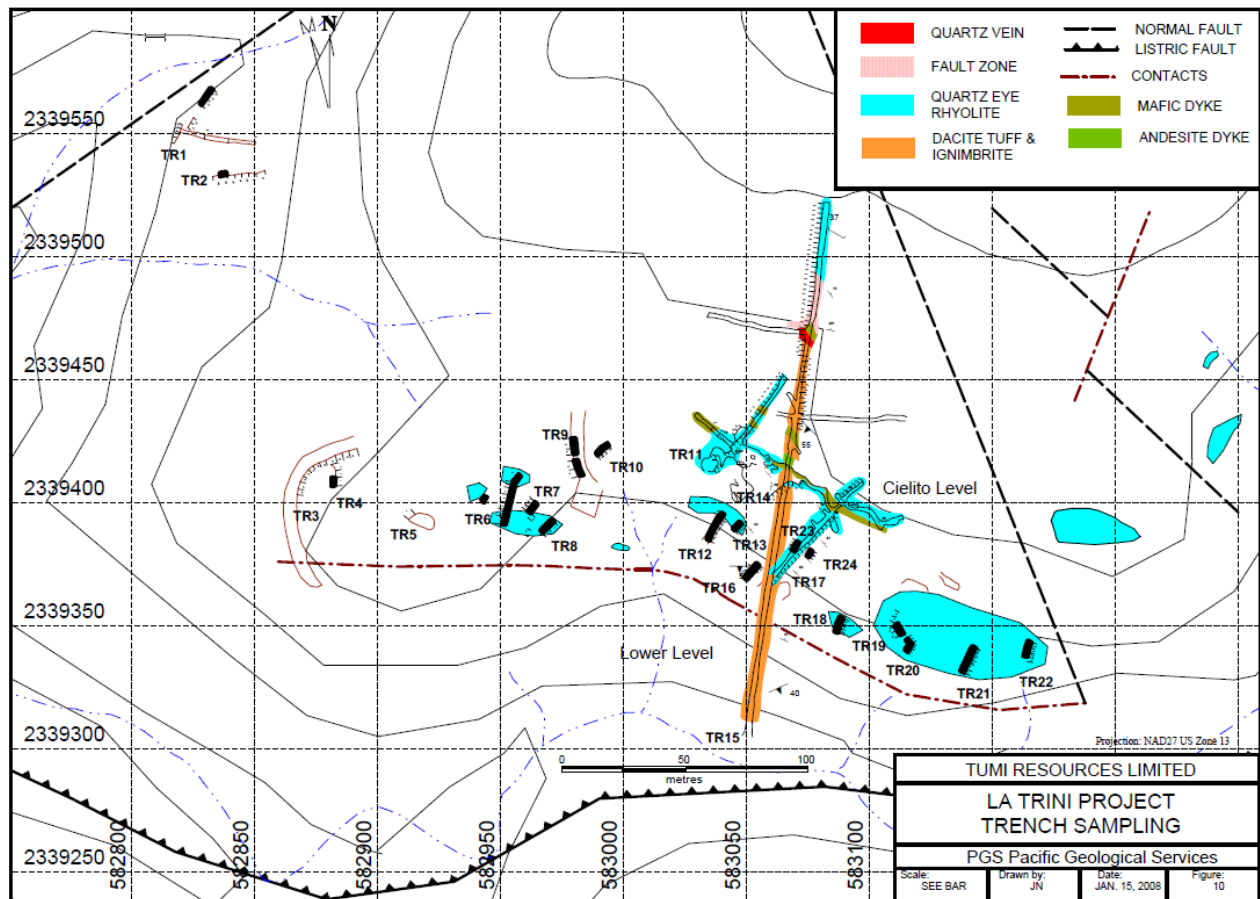 N
QUARTZ VEIN
FAULT ZONE
QUARTZ EYE
RHYOLITE
DACITE TUFF &
IGNIMBRITE
NORMAL FAULT
LISTRIC FAULT
CONTACTS
MAFIC DYKE
ANDESITE DYKE
2339550
TR1
TR2
2339500
37
2339450
TR9
TR10
TR11
55
2339400
TR3
TR4
TR5
TR6
TR7
TR8
TR14
Cielito Level
TR12
TR13
TR23
TR24
TR16
TR17
2339350
TR18
TR19
TR20
TR21
TR22
Lower Level
40
2339300
TR15
Projection: NAD27 US Zone 13
0 50 100
metres
2339250
582800
582850
582900
582950
583000
583050
583100
TUMI RESOURCES LIMITED
LA TRINI PROJECT
TRENCH SAMPLING
PGS Pacific Geological Services
Scale: SEE BAR
Drawn by: JN
Date: JAN. 15, 2008
Figure: 10